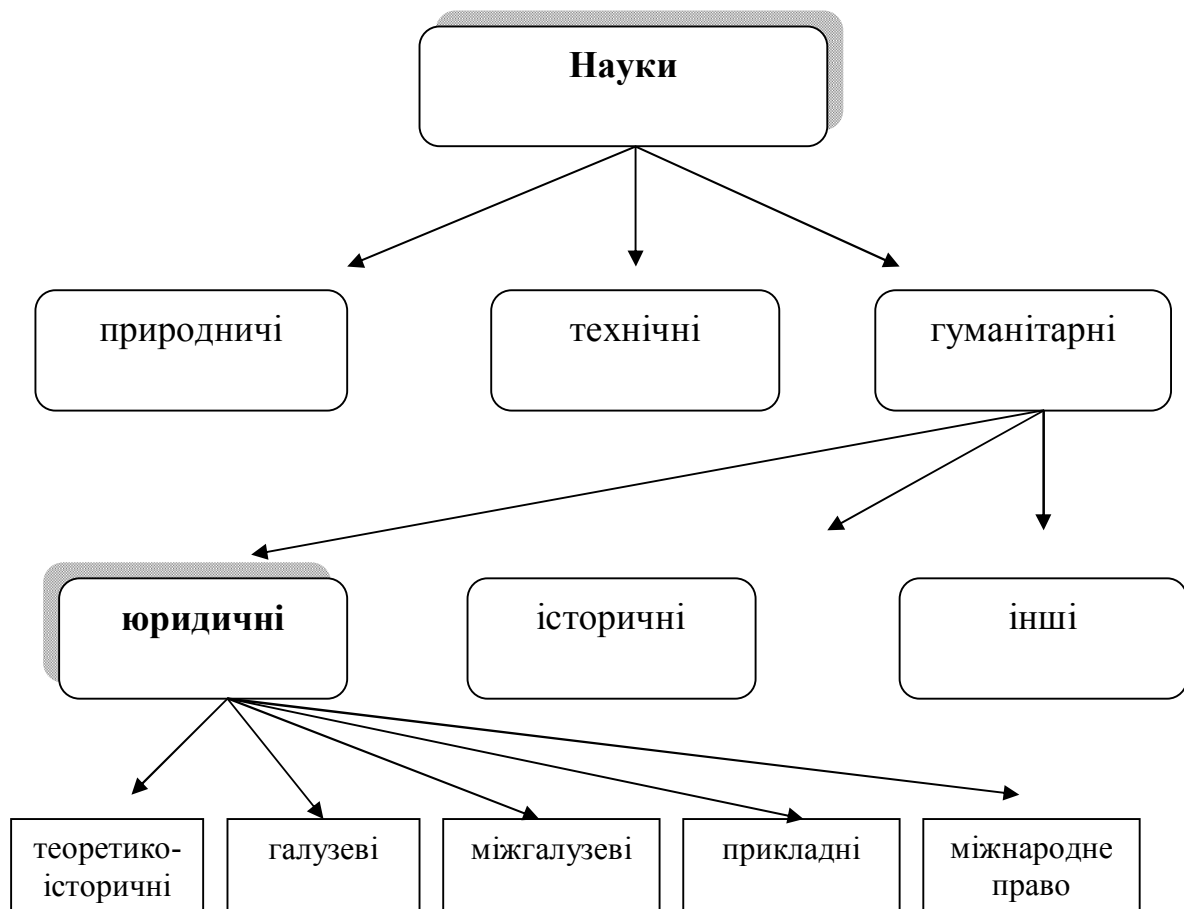 Науки
природничі
технічні
гуманітарні
юридичні
історичні
інші
теоретико-
історичні
галузеві
міжгалузеві
прикладні
міжнародне
право